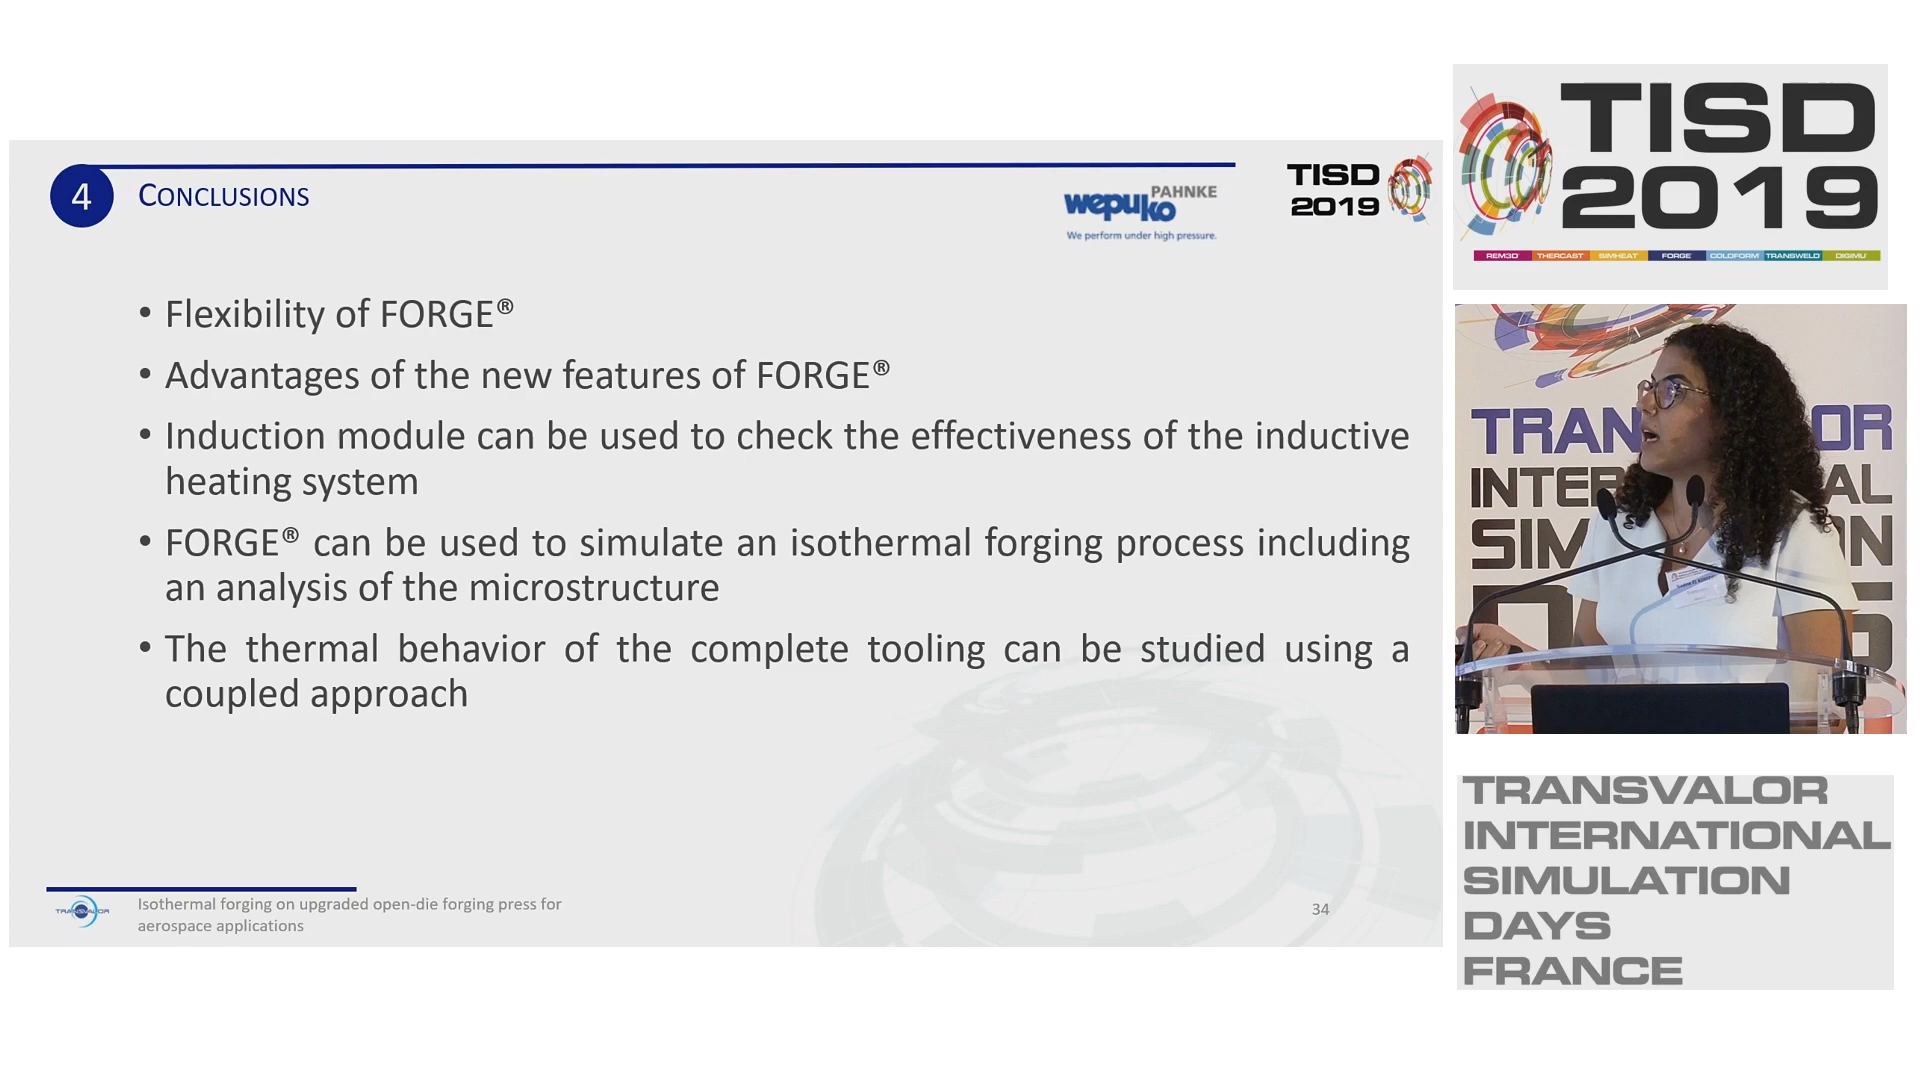 4
CONCLUSIONS
wepuko PAHNKE
We perform under high pressure.
TISD
2019
• Flexibility of FORGE®
• Advantages of the new features of FORGE®
• Induction module can be used to check the effectiveness of the inductive
heating system
• FORGE® can be used to simulate an isothermal forging process including
an analysis of the microstructure
• The thermal behavior of the complete tooling can be studied using a
coupled approach
TRANSVALOR
Isothermal forging on upgraded open-die forging press for
aerospace applications
34
TISD
2019
REM3D® THERCAST SIMHEAT FORGE COLDFORM TRANSWELD DIGIMU
TRANSVALOR
INTERNATIONAL
SIMULATION
DAYS
FRANCE